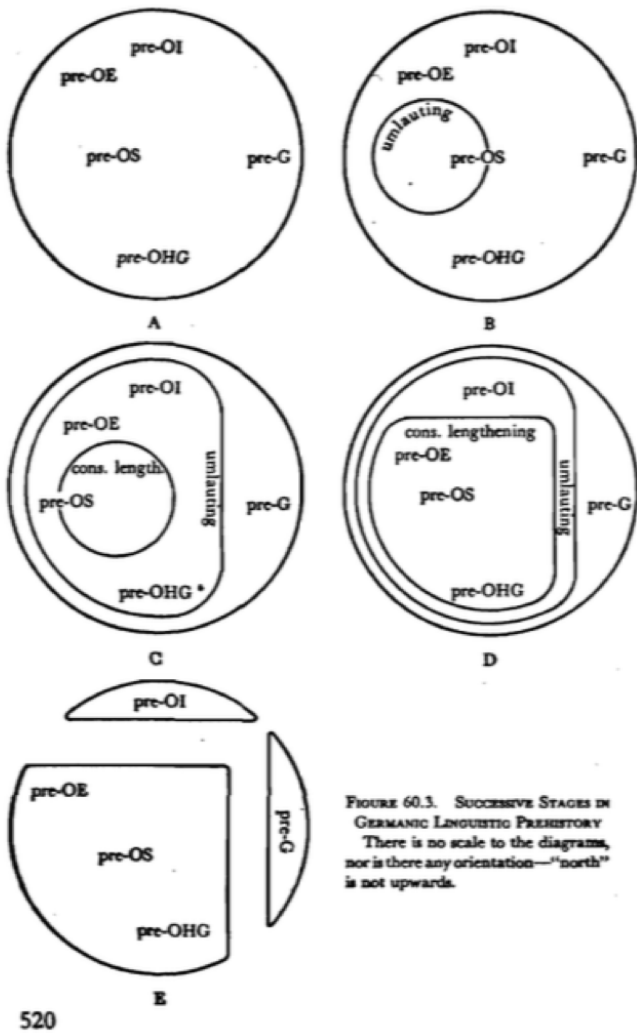 pre-OI
pre-OE
pre-OS
pre-G
pre-OHG
A
pre-OI
pre-OE
umlauting
pre-OS
pre-G
pre-OHG
B
pre-OI
pre-OE
cons. length.
umlauting
pre-OS
pre-G
pre-OHG
C
pre-OI
cons. lengthening
pre-OE
umlauting
pre-OS
pre-G
pre-OHG
D
pre-OI
pre-OE
pre-G
pre-OS
pre-OHG
E
FIGURE 60.3. SUCCESSIVE STAGES IN
GERMANIC LINGUISTIC PREHISTORY
There is no scale to the diagrams,
nor is there any orientation—"north"
is not upwards.
520